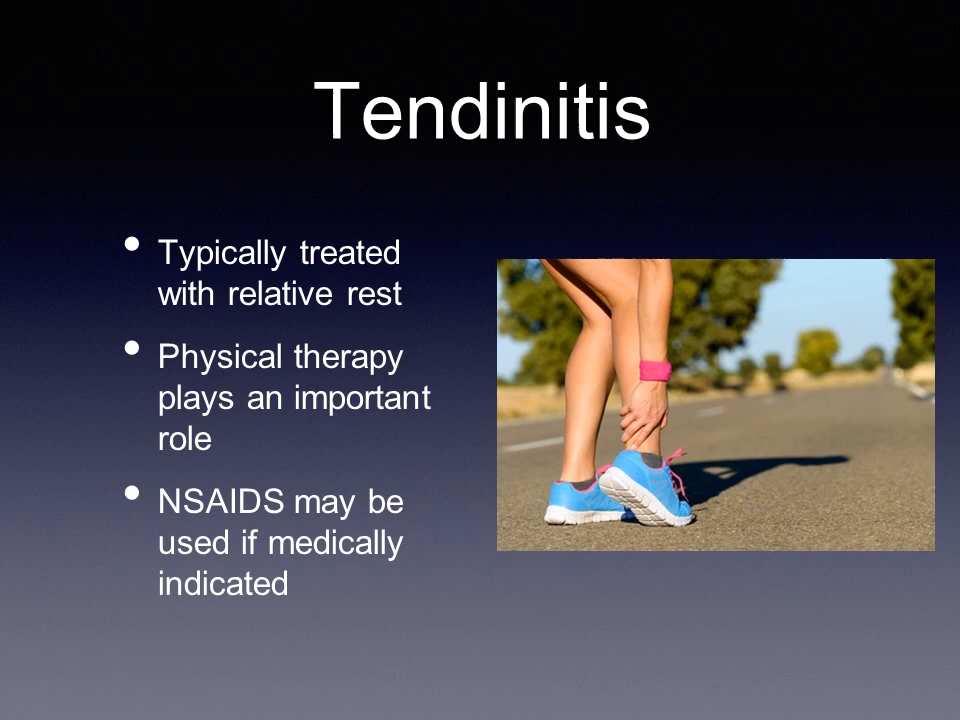 Tendinitis
• Typically treated
with relative rest
• Physical therapy
plays an important
role
• NSAIDS may be
used if medically
indicated